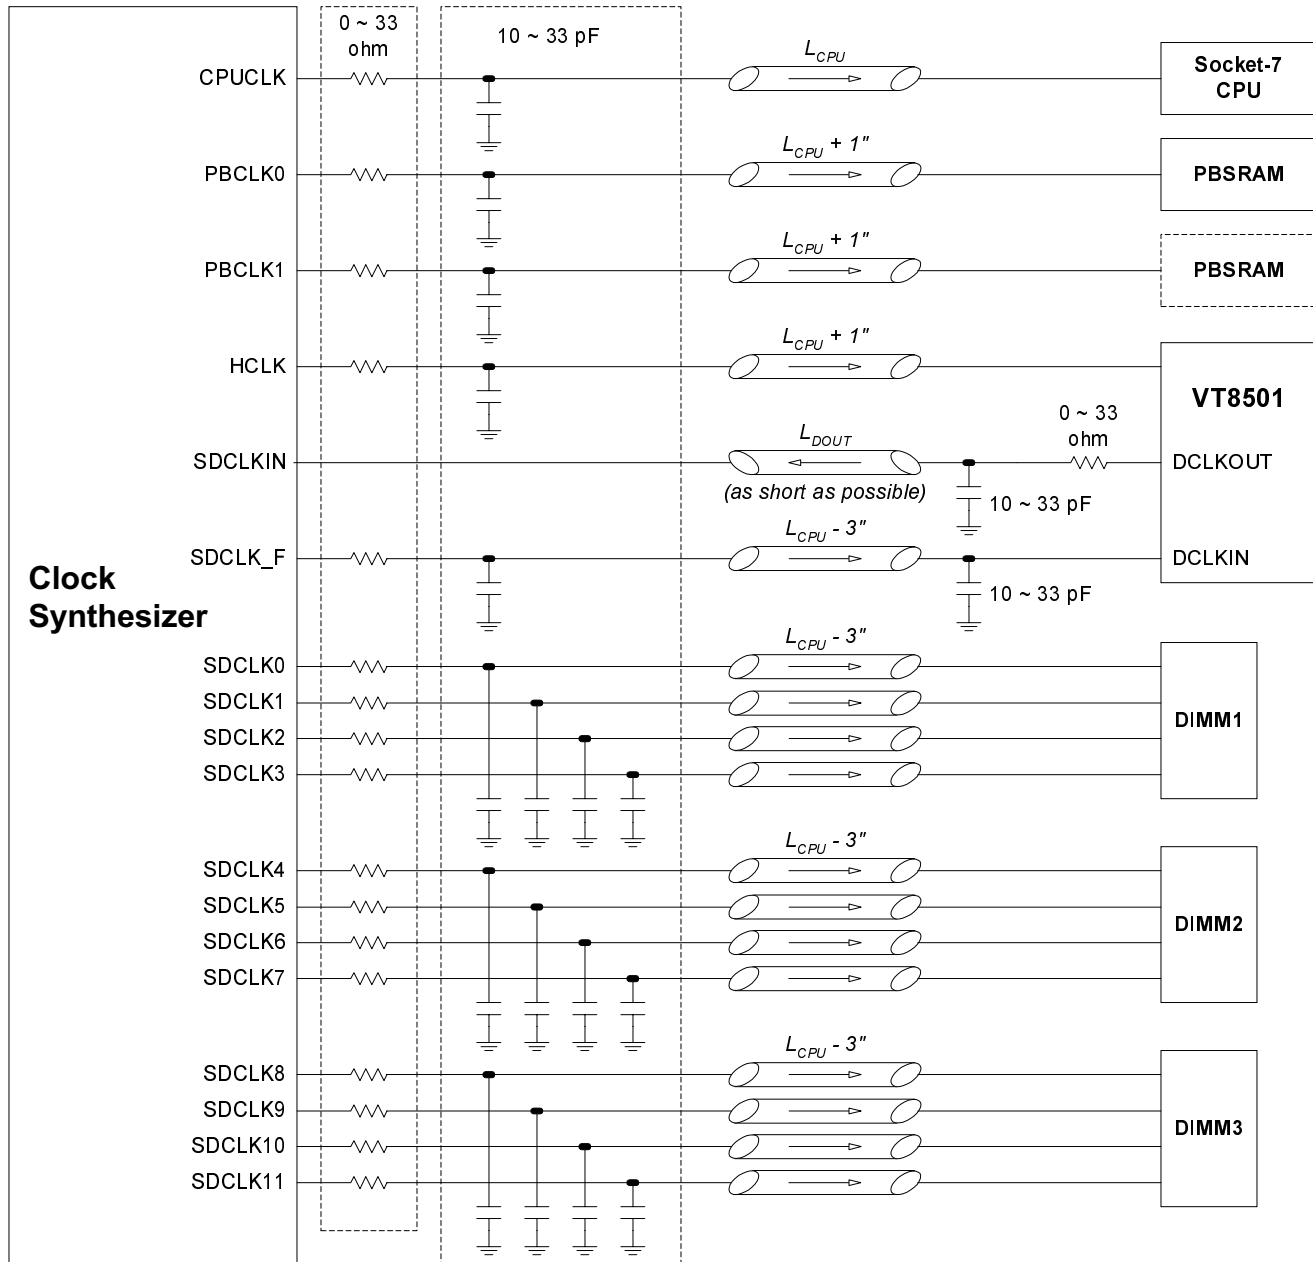 0 ~ 33
ohm
10 ~ 33 pF
CPUCLK
L_CPU
Socket-7
CPU
PBCLK0
L_CPU + 1"
PBSRAM
PBCLK1
L_CPU + 1"
PBSRAM
HCLK
L_CPU + 1"
VT8501
0 ~ 33
ohm
SDCLKIN
L_DOUT
(as short as possible)
DCLKOUT
10 ~ 33 pF
SDCLK_F
L_CPU - 3"
DCLKIN
10 ~ 33 pF
Clock
Synthesizer
L_CPU - 3"
SDCLK0
SDCLK1
SDCLK2
SDCLK3
DIMM1
L_CPU - 3"
SDCLK4
SDCLK5
SDCLK6
SDCLK7
DIMM2
L_CPU - 3"
SDCLK8
SDCLK9
SDCLK10
SDCLK11
DIMM3